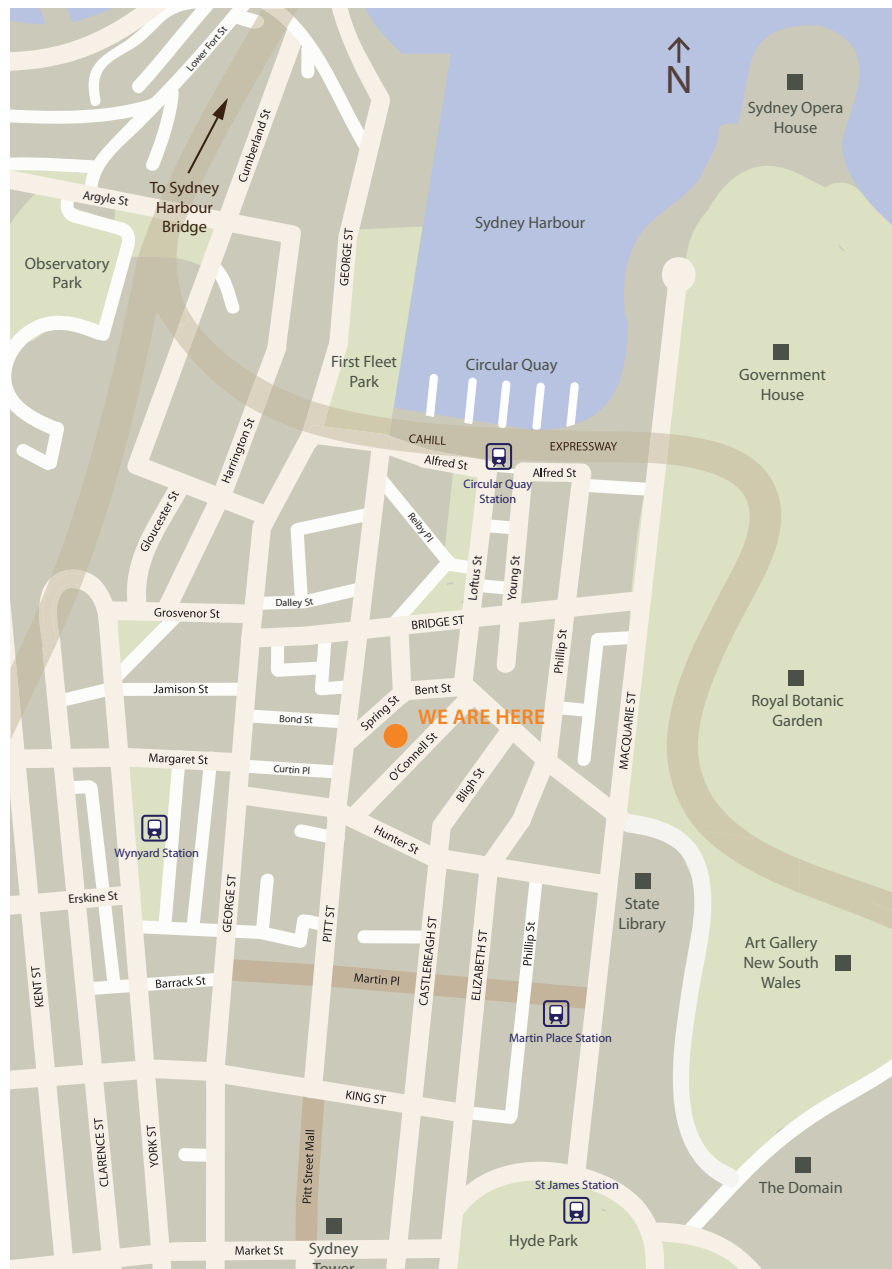 Lower Fort St
N
Sydney Opera
House
Cumberland St
To Sydney
Harbour
Bridge
Argyle St
Sydney Harbour
GEORGE ST
Observatory
Park
First Fleet
Park
Circular Quay
Government
House
CAHILL
EXPRESSWAY
Alfred St
Alfred St
Circular Quay
Station
Harrington St
Gloucester St
Reiby Pl
Loftus St
Young St
Dalley St
Grosvenor St
BRIDGE ST
Phillip St
Jamison St
Bent St
Spring St
Bond St
WE ARE HERE
Royal Botanic
Garden
MACQUARIE ST
O'Connell St
Margaret St
Curtin Pl
Bligh St
Hunter St
Wynyard Station
Erskine St
GEORGE ST
PITT ST
State
Library
Phillip St
CASTLEREAGH ST
ELIZABETH ST
Art Gallery
New South
Wales
KENT ST
Barrack St
Martin Pl
Martin Place Station
KING ST
CLARENCE ST
YORK ST
Pitt Street Mall
St James Station
The Domain
Hyde Park
Market St
Sydney
Tower